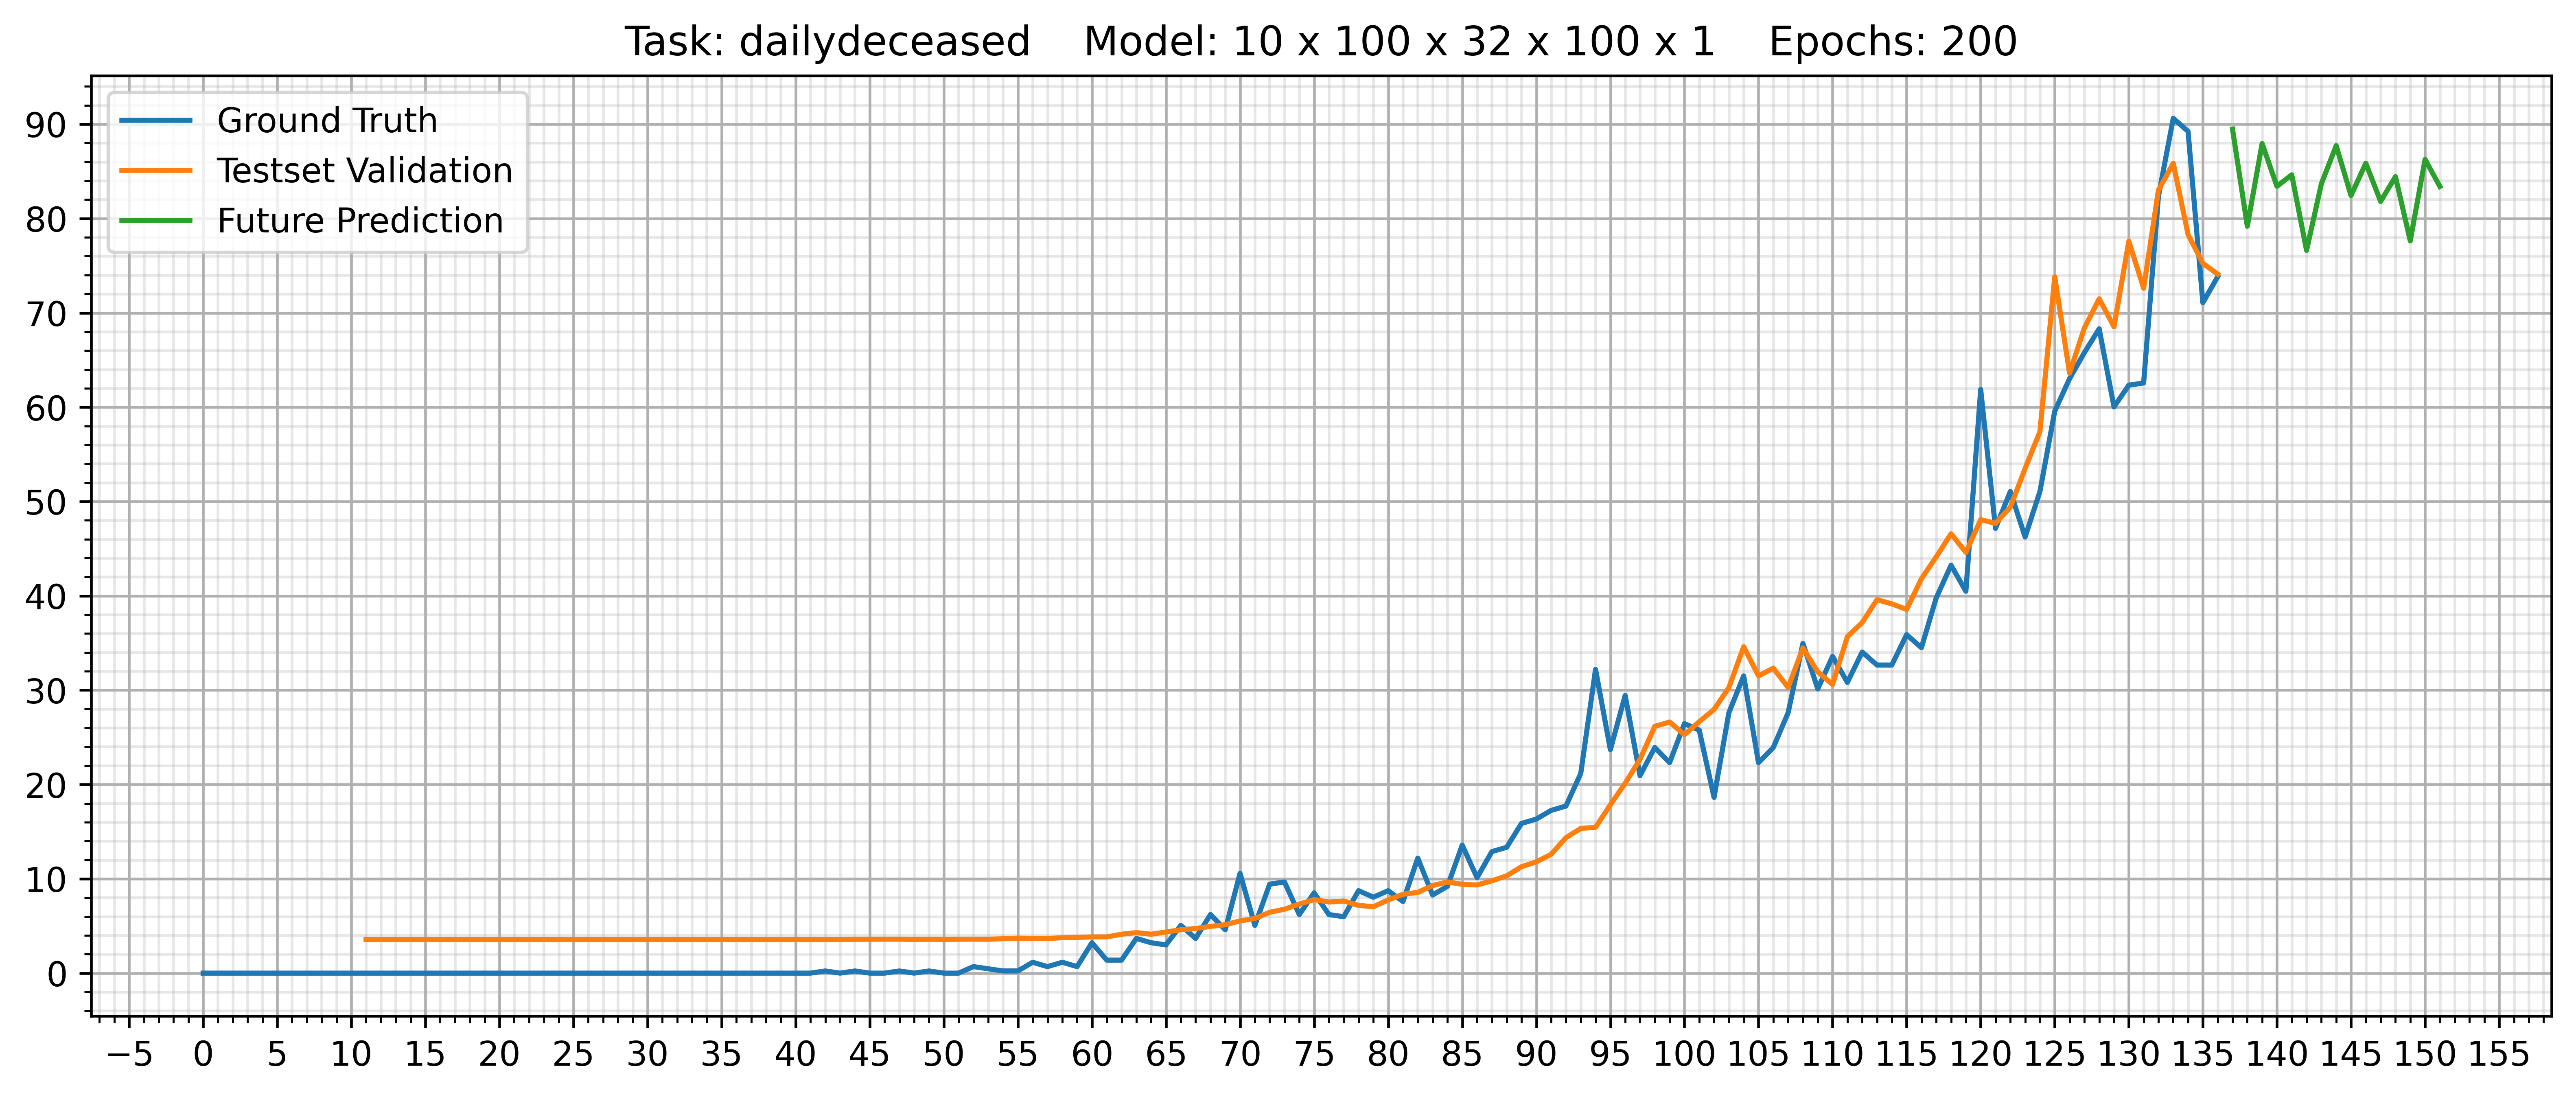 Task: dailydeceased    Model: 10 x 100 x 32 x 100 x 1    Epochs: 200
Ground Truth
Testset Validation
Future Prediction
90
80
70
60
50
40
30
20
10
0
−5 0 5 10 15 20 25 30 35 40 45 50 55 60 65 70 75 80 85 90 95 100 105 110 115 120 125 130 135 140 145 150 155